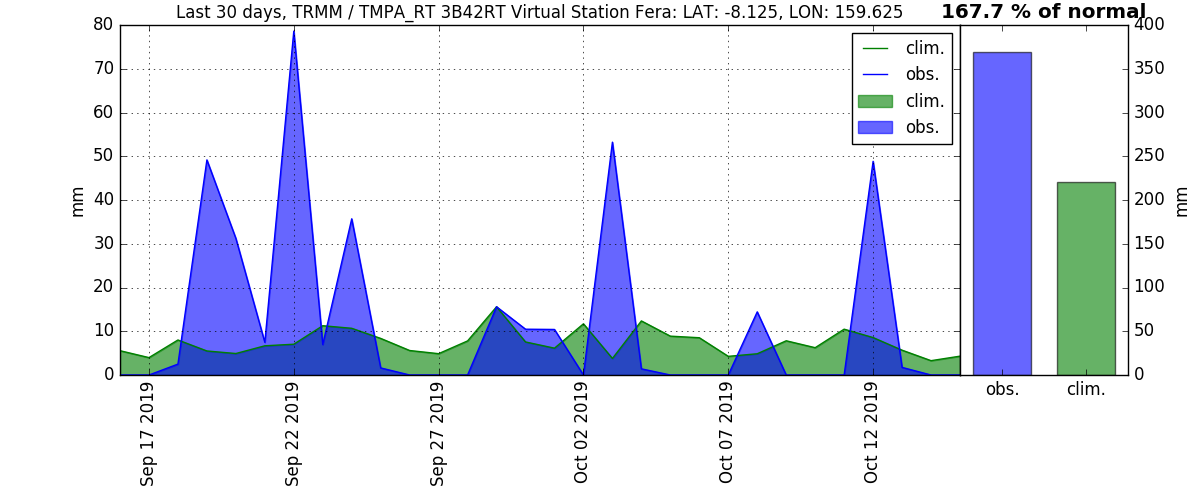 Last 30 days, TRMM / TMPA_RT 3B42RT Virtual Station Fera: LAT: -8.125, LON: 159.625
167.7 % of normal
80
70
60
50
40
30
20
10
0
mm
clim.
obs.
clim.
obs.
Sep 17 2019
Sep 22 2019
Sep 27 2019
Oct 02 2019
Oct 07 2019
Oct 12 2019
400
350
300
250
200
150
100
50
0
mm
obs.
clim.